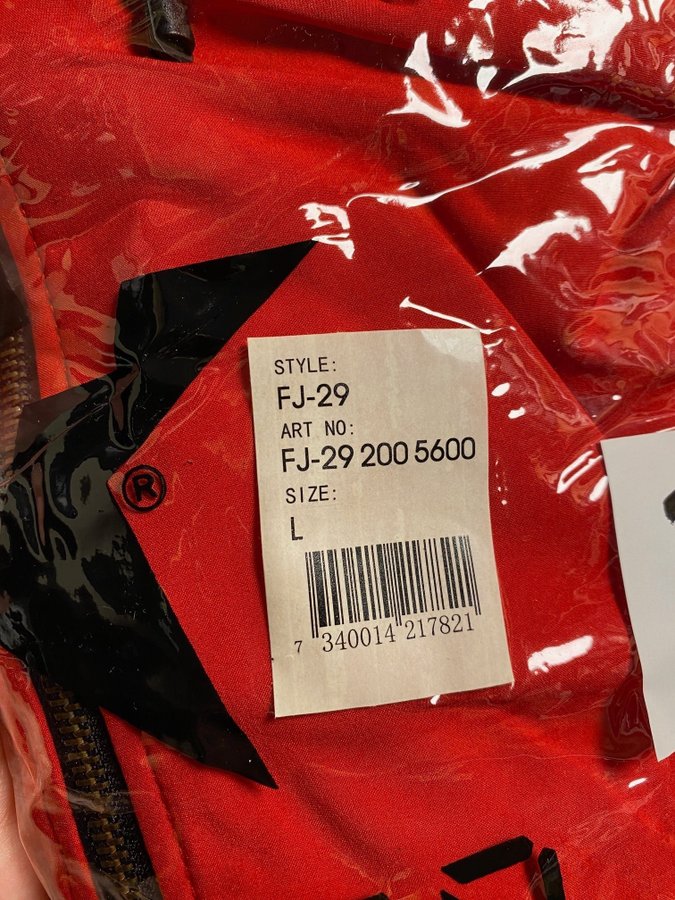 STYLE:
FJ-29
ART NO:
FJ-29 200 5600
SIZE:
L
7 340014 217821
®